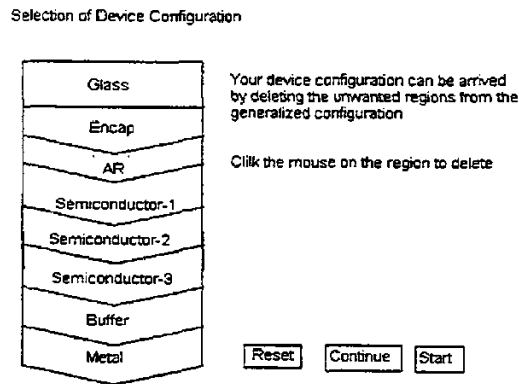 Selection of Device Configuration
Glass
Encap
AR
Semiconductor-1
Semiconductor-2
Semiconductor-3
Buffer
Metal
Your device configuration can be arrived
by deleting the unwanted regions from the
generalized configuration
Clilk the mouse on the region to delete
Reset
Continue
Start